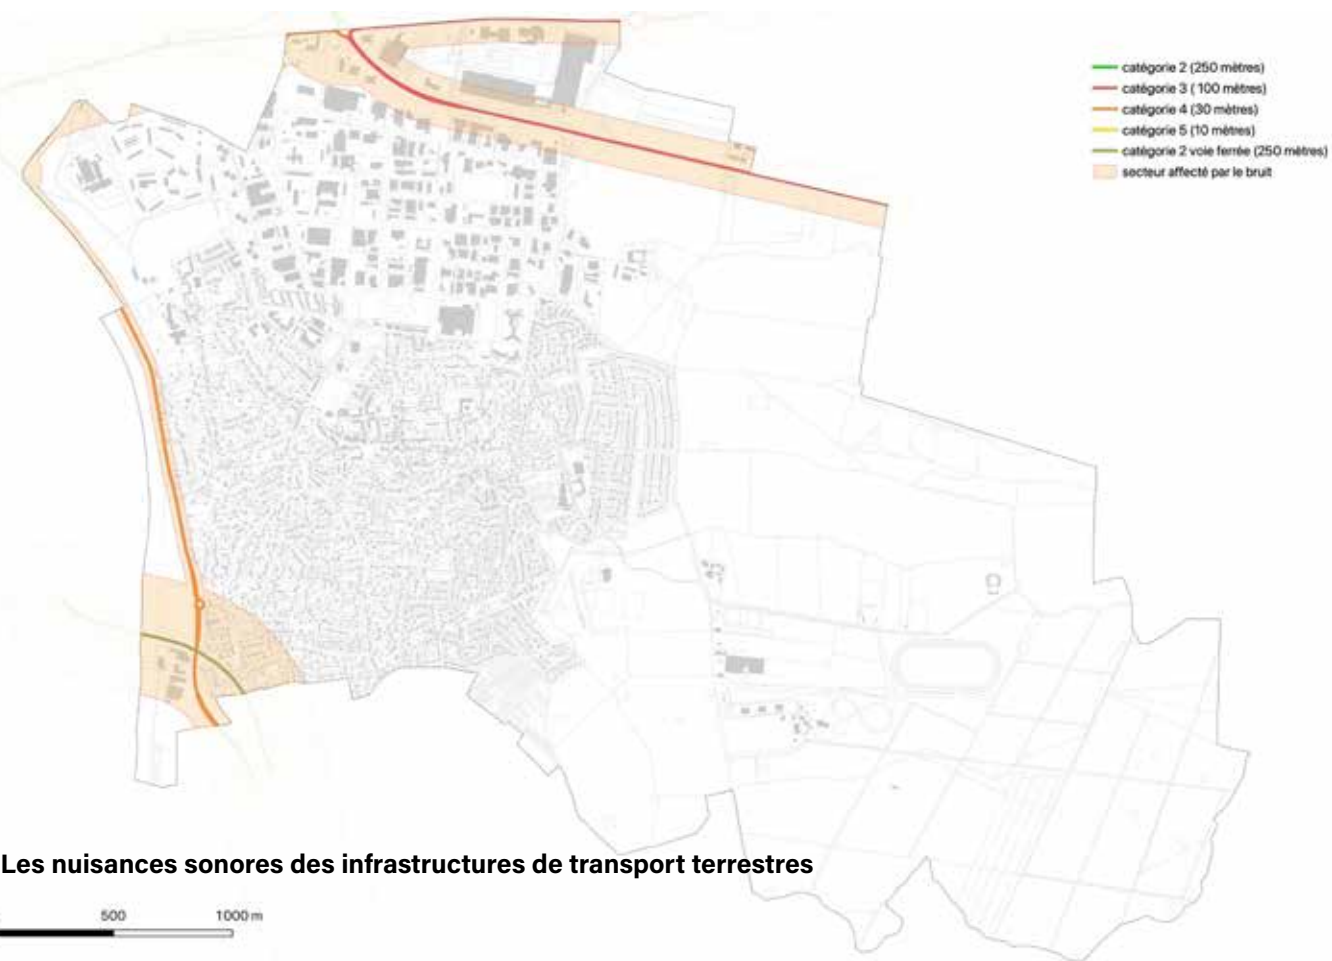 catégorie 2 (250 mètres)
catégorie 3 ( 100 mètres)
catégorie 4 (30 mètres)
catégorie 5 (10 mètres)
catégorie 2 voie ferrée (250 mètres)
secteur affecté par le bruit
Les nuisances sonores des infrastructures de transport terrestres
500
1000 m